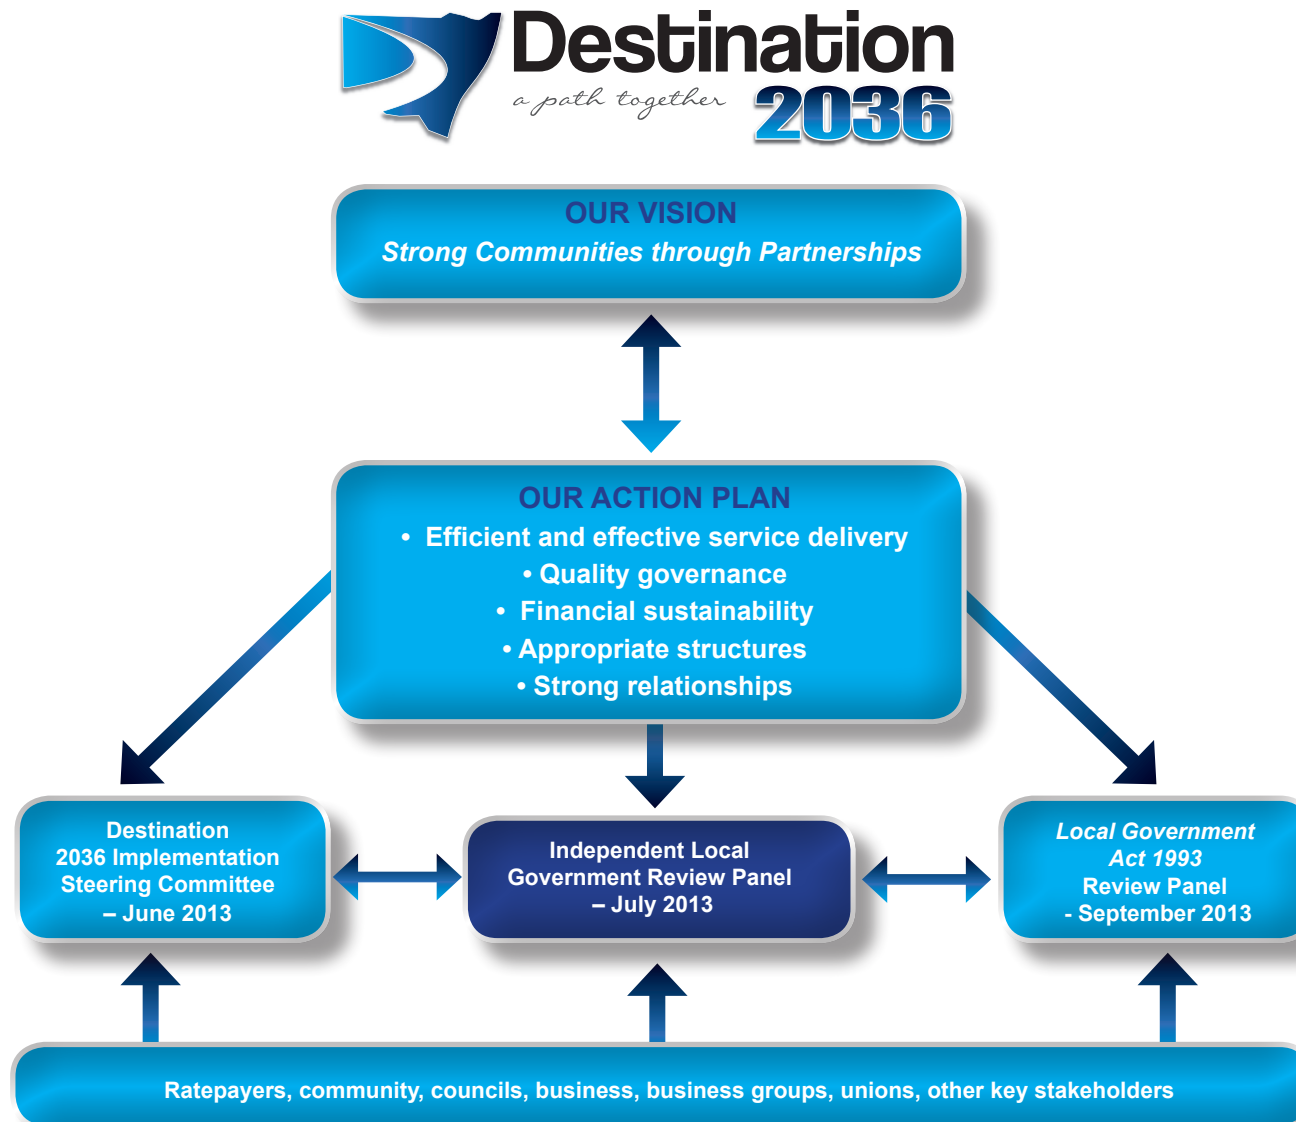 Destination
a path together
2036
OUR VISION
Strong Communities through Partnerships
OUR ACTION PLAN
• Efficient and effective service delivery
• Quality governance
• Financial sustainability
• Appropriate structures
• Strong relationships
Destination
2036 Implementation
Steering Committee
– June 2013
Independent Local
Government Review Panel
– July 2013
Local Government
Act 1993
Review Panel
- September 2013
Ratepayers, community, councils, business, business groups, unions, other key stakeholders